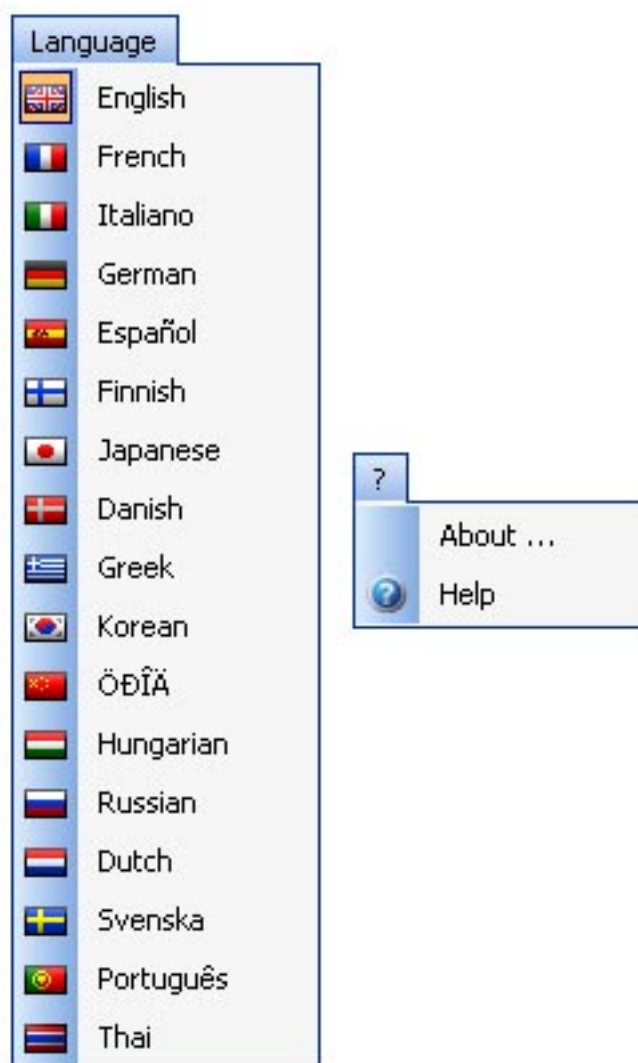 Language
English
French
Italiano
German
Español
Finnish
Japanese
Danish
Greek
Korean
ÖÐÎÄ
Hungarian
Russian
Dutch
Svenska
Português
Thai
?
About ...
Help